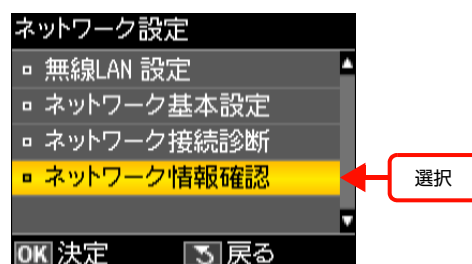 ネットワーク設定
無線LAN 設定
ネットワーク基本設定
ネットワーク接続診断
ネットワーク情報確認
選択
OK 決定 戻る